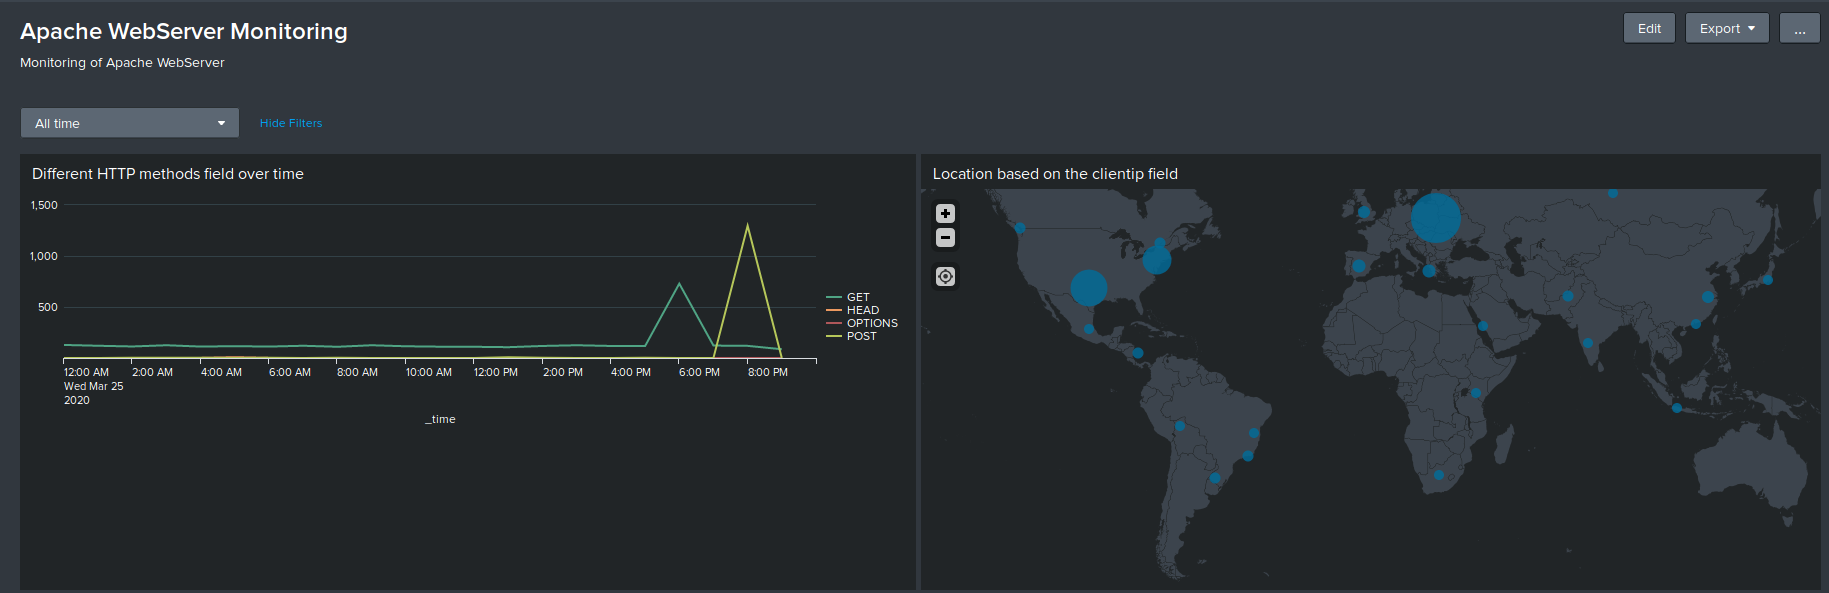 Apache WebServer Monitoring
Edit
Export
...
Monitoring of Apache WebServer
All time
Hide Filters
Different HTTP methods field over time
1,500
1,000
500
GET
HEAD
OPTIONS
POST
12:00 AM 2:00 AM 4:00 AM 6:00 AM 8:00 AM 10:00 AM 12:00 PM 2:00 PM 4:00 PM 6:00 PM 8:00 PM
Wed Mar 25
2020
_time
Location based on the clientip field
+
−